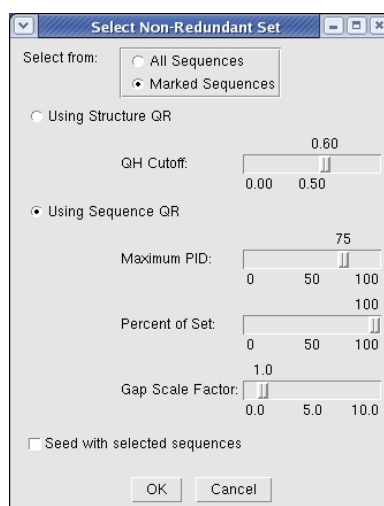 Select Non-Redundant Set
Select from:
All Sequences
Marked Sequences
Using Structure QR
0.60
QH Cutoff:
0.00 0.50
Using Sequence QR
75
Maximum PID:
0 50 100
100
Percent of Set:
0 50 100
1.0
Gap Scale Factor:
0.0 5.0 10.0
Seed with selected sequences
OK Cancel